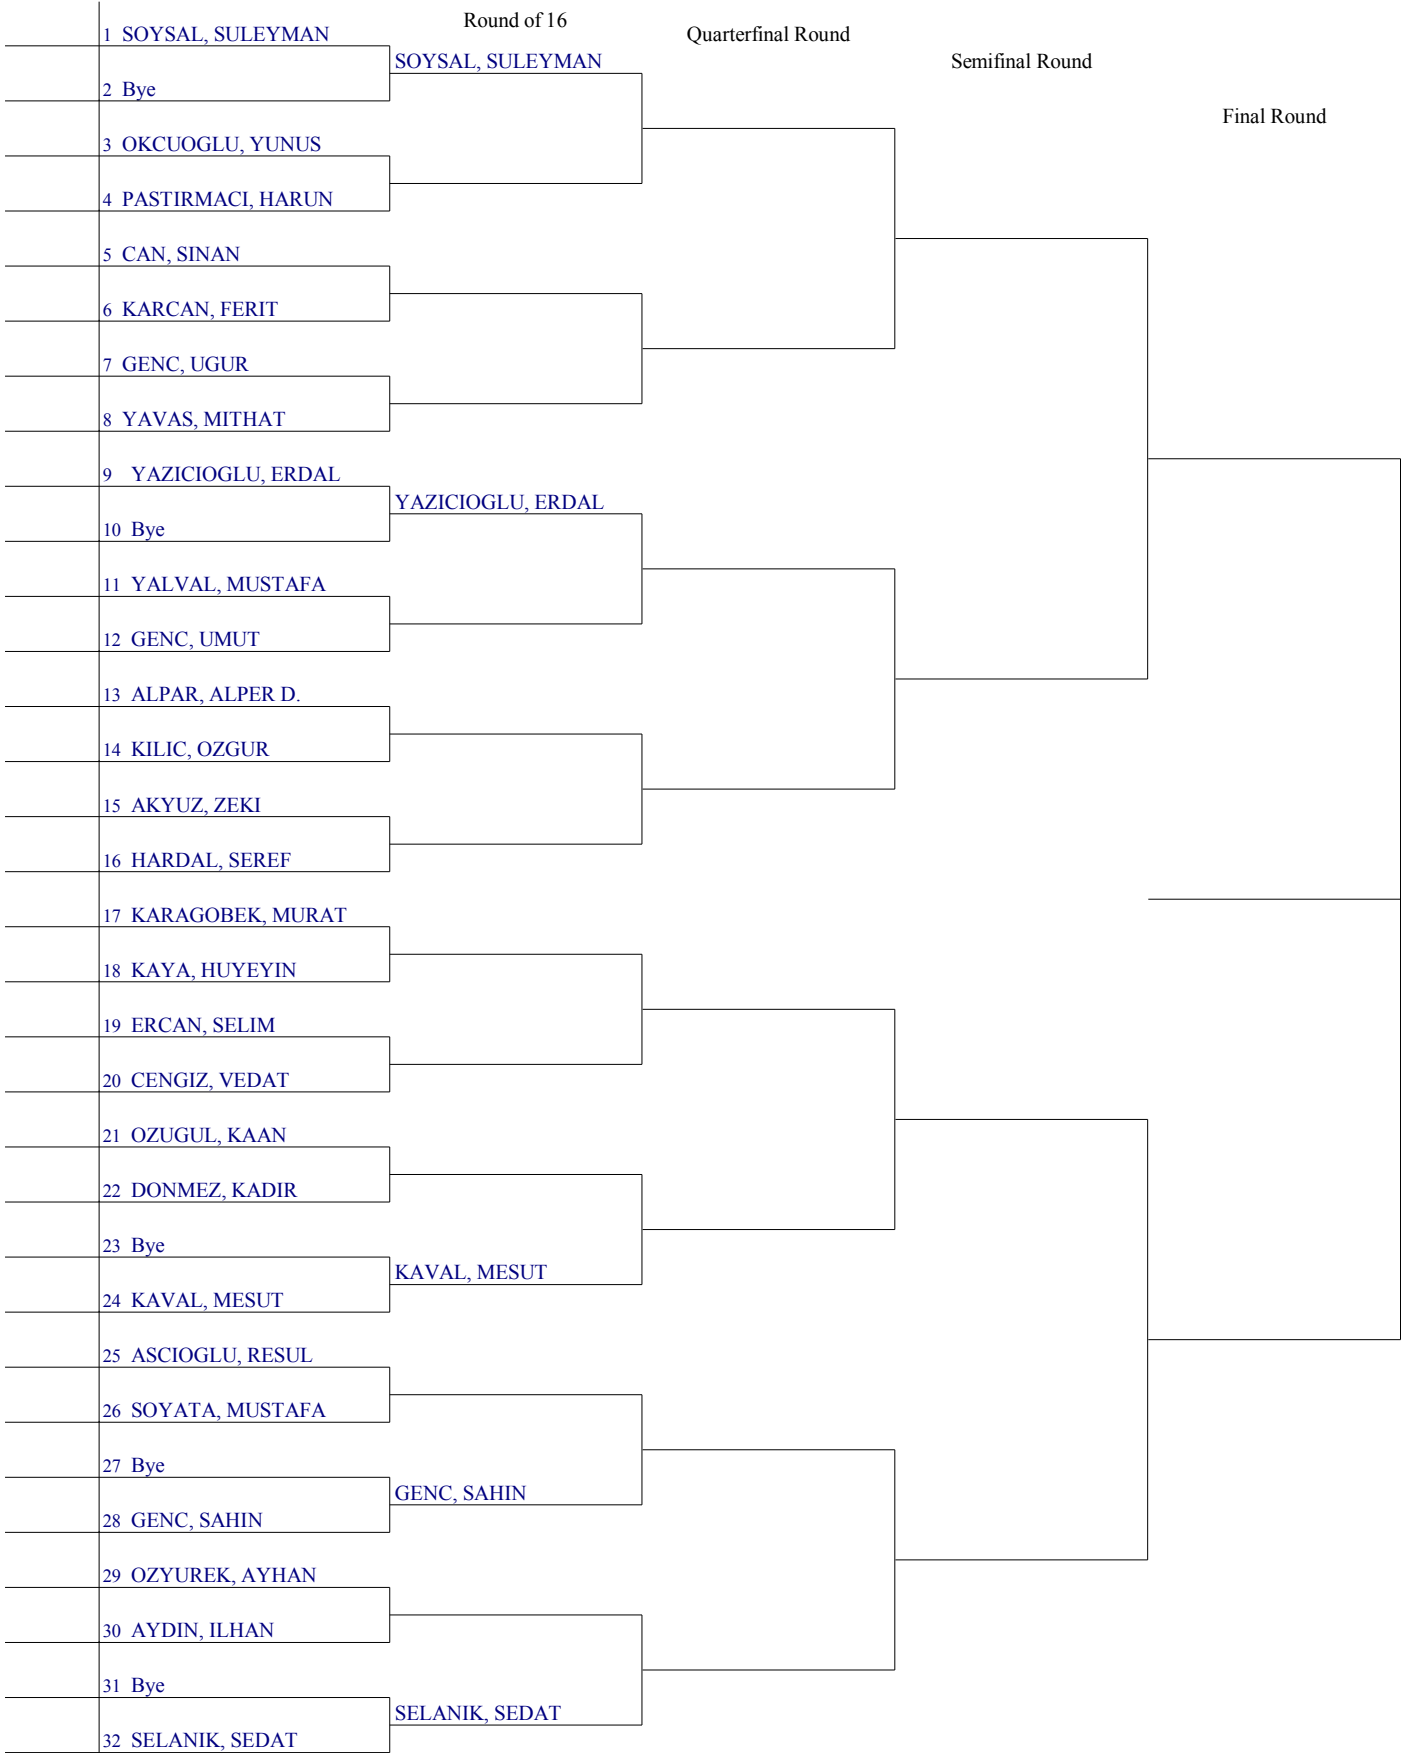 Round of 16
1 SOYSAL, SULEYMAN
Quarterfinal Round
SOYSAL, SULEYMAN
Semifinal Round
2 Bye
Final Round
3 OKCUOGLU, YUNUS
4 PASTIRMACI, HARUN
5 CAN, SINAN
6 KARCAN, FERIT
7 GENC, UGUR
8 YAVAS, MITHAT
9 YAZICIOGLU, ERDAL
YAZICIOGLU, ERDAL
10 Bye
11 YALVAL, MUSTAFA
12 GENC, UMUT
13 ALPAR, ALPER D.
14 KILIC, OZGUR
15 AKYUZ, ZEKI
16 HARDAL, SEREF
17 KARAGOBEK, MURAT
18 KAYA, HUYEYIN
19 ERCAN, SELIM
20 CENGIZ, VEDAT
21 OZUGUL, KAAN
22 DONMEZ, KADIR
23 Bye
KAVAL, MESUT
24 KAVAL, MESUT
25 ASCIOGLU, RESUL
26 SOYATA, MUSTAFA
27 Bye
GENC, SAHIN
28 GENC, SAHIN
29 OZYUREK, AYHAN
30 AYDIN, ILHAN
31 Bye
SELANIK, SEDAT
32 SELANIK, SEDAT